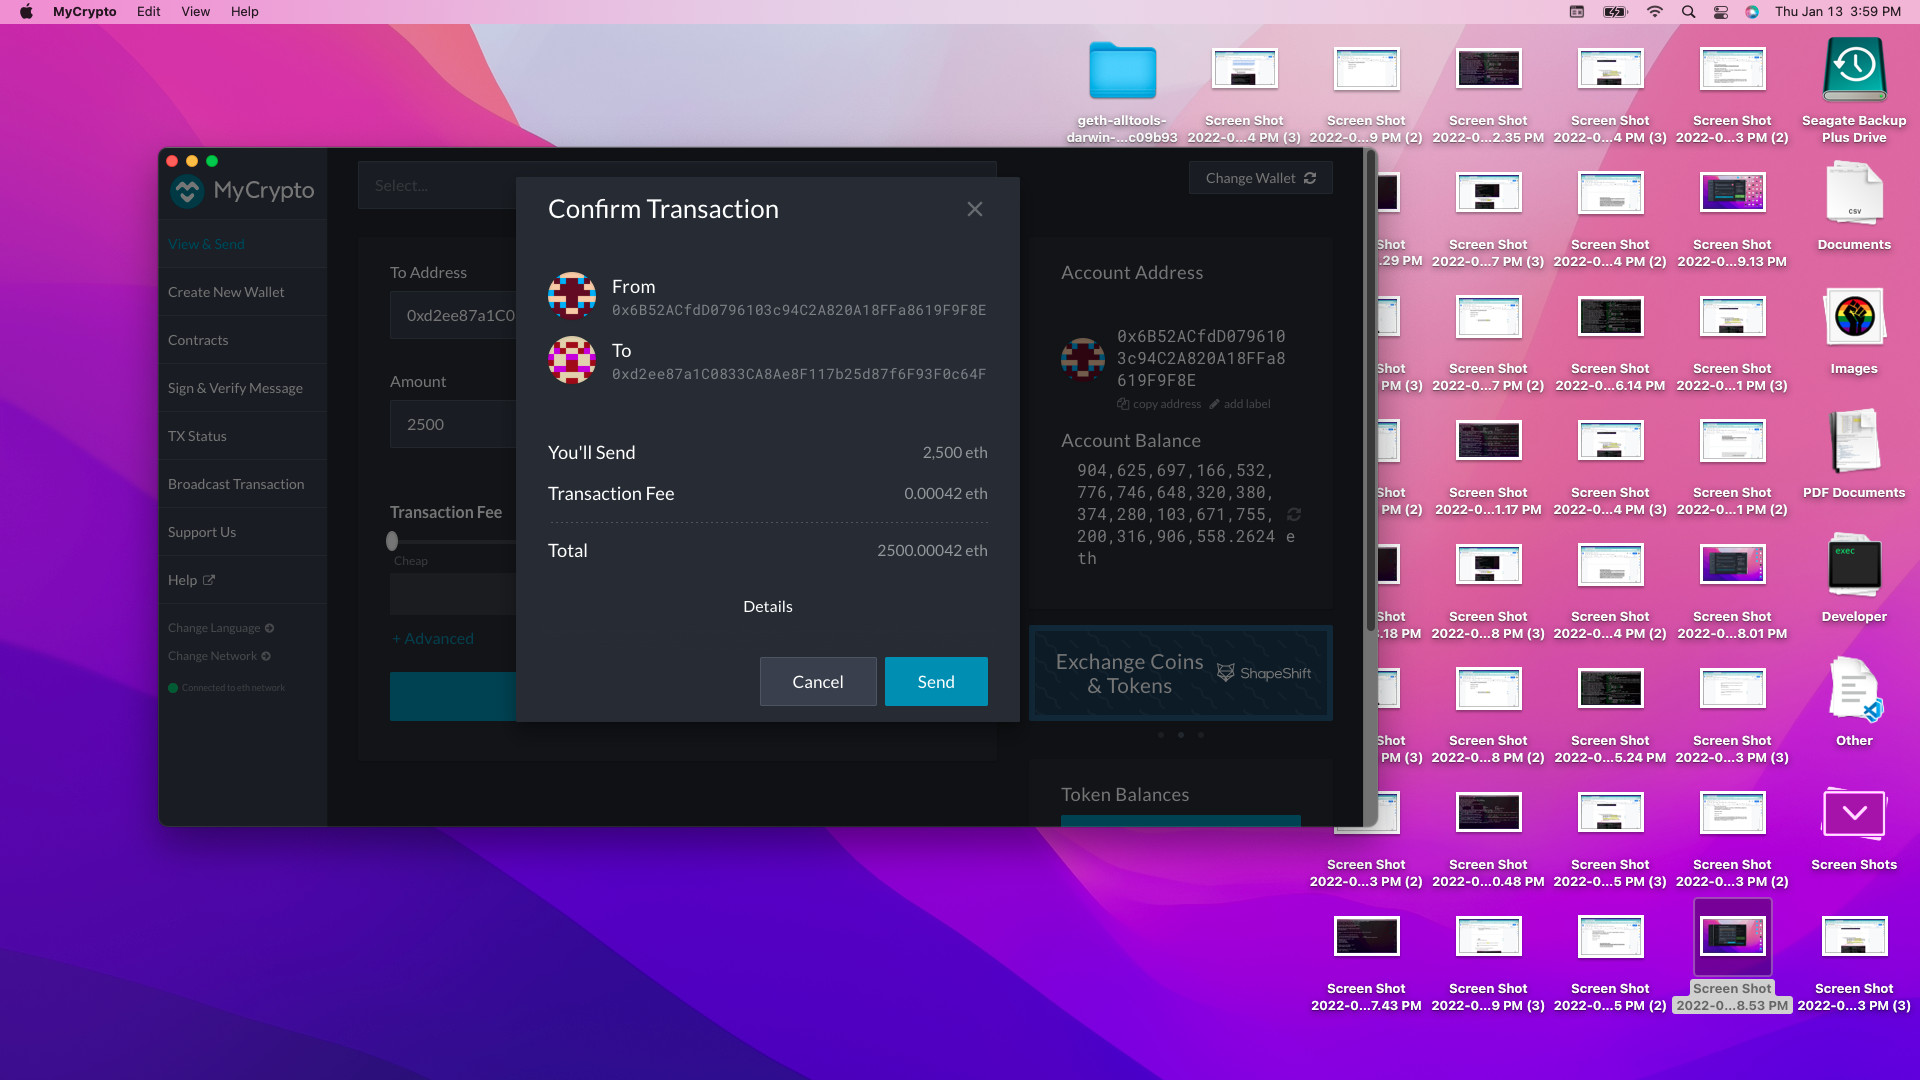 MyCrypto Edit View Help
Thu Jan 13 3:59 PM
geth-alltools-
darwin-...c09b93
Screen Shot
2022-0...4 PM (3)
Screen Shot
2022-0...9 PM (2)
Screen Shot
2022-0...2.35 PM
Screen Shot
2022-0...4 PM (3)
Screen Shot
2022-0...3 PM (2)
Seagate Backup
Plus Drive
MyCrypto
View & Send
Create New Wallet
Contracts
Sign & Verify Message
TX Status
Broadcast Transaction
Support Us
Help
Change Language
Change Network
Connected to eth network
Select...
Change Wallet
To Address
0xd2ee87a1C0
Amount
2500
Transaction Fee
Cheap
+ Advanced
Confirm Transaction
From
0x6B52ACfdD0796103c94C2A820A18FFa8619F9F8E
To
0xd2ee87a1C0833CA8Ae8F117b25d87f6F93F0c64F
You'll Send 2,500 eth
Transaction Fee 0.00042 eth
Total 2500.00042 eth
Details
Cancel Send
Account Address
0x6B52ACfdD079610
3c94C2A820A18FFa8
619F9F8E
copy address add label
Account Balance
904,625,697,166,532,
776,746,648,320,380,
374,280,103,671,755,
200,316,906,558.2624 e
th
Exchange Coins
& Tokens
ShapeShift
Token Balances
Shot
.29 PM
Screen Shot
2022-0...7 PM (3)
Screen Shot
2022-0...4 PM (2)
Screen Shot
2022-0...9.13 PM
CSV
Documents
PM (3)
Screen Shot
2022-0...7 PM (2)
Screen Shot
2022-0...6.14 PM
Screen Shot
2022-0...1 PM (3)
Images
Shot
PM (2)
Screen Shot
2022-0...1.17 PM
Screen Shot
2022-0...4 PM (3)
Screen Shot
2022-0...1 PM (2)
PDF Documents
Shot
.18 PM
Screen Shot
2022-0...8 PM (3)
Screen Shot
2022-0...4 PM (2)
Screen Shot
2022-0...8.01 PM
exec
Developer
Shot
PM (3)
Screen Shot
2022-0...8 PM (2)
Screen Shot
2022-0...5.24 PM
Screen Shot
2022-0...3 PM (3)
Other
Screen Shot
2022-0...3 PM (2)
Screen Shot
2022-0...0.48 PM
Screen Shot
2022-0...5 PM (3)
Screen Shot
2022-0...3 PM (2)
Screen Shots
Screen Shot
2022-0...7.43 PM
Screen Shot
2022-0...9 PM (3)
Screen Shot
2022-0...5 PM (2)
Screen Shot
2022-0...8.53 PM
Screen Shot
2022-0...3 PM (3)